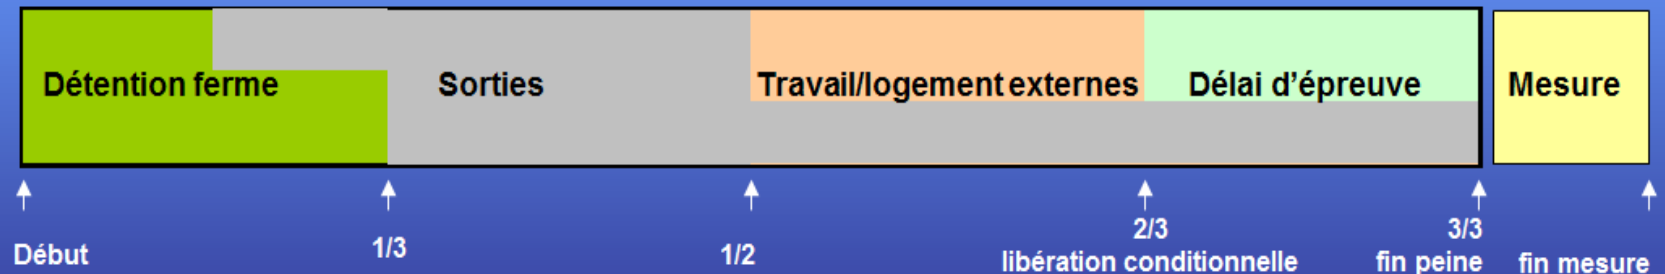 Détention ferme
Sorties
Travail/logement externes
Délai d'épreuve
Mesure
Début
1/3
1/2
2/3
libération conditionnelle
3/3
fin peine
fin mesure